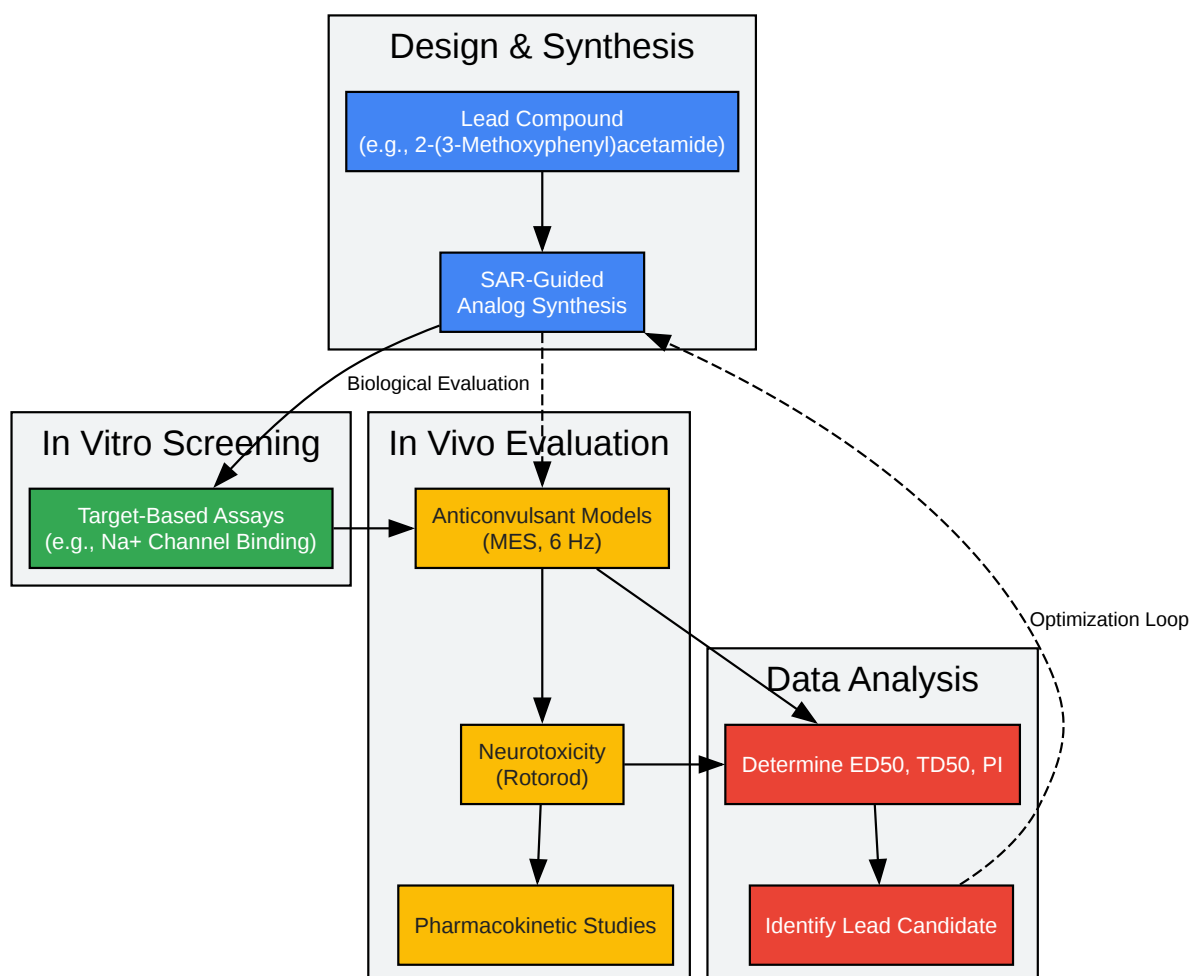 Design & Synthesis
Lead Compound
(e.g., 2-(3-Methoxyphenyl)acetamide)
SAR-Guided
Analog Synthesis
Biological Evaluation
In Vitro Screening
Target-Based Assays
(e.g., Na+ Channel Binding)
In Vivo Evaluation
Anticonvulsant Models
(MES, 6 Hz)
Optimization Loop
Neurotoxicity
(Rotorod)
Pharmacokinetic Studies
Data Analysis
Determine ED50, TD50, PI
Identify Lead Candidate